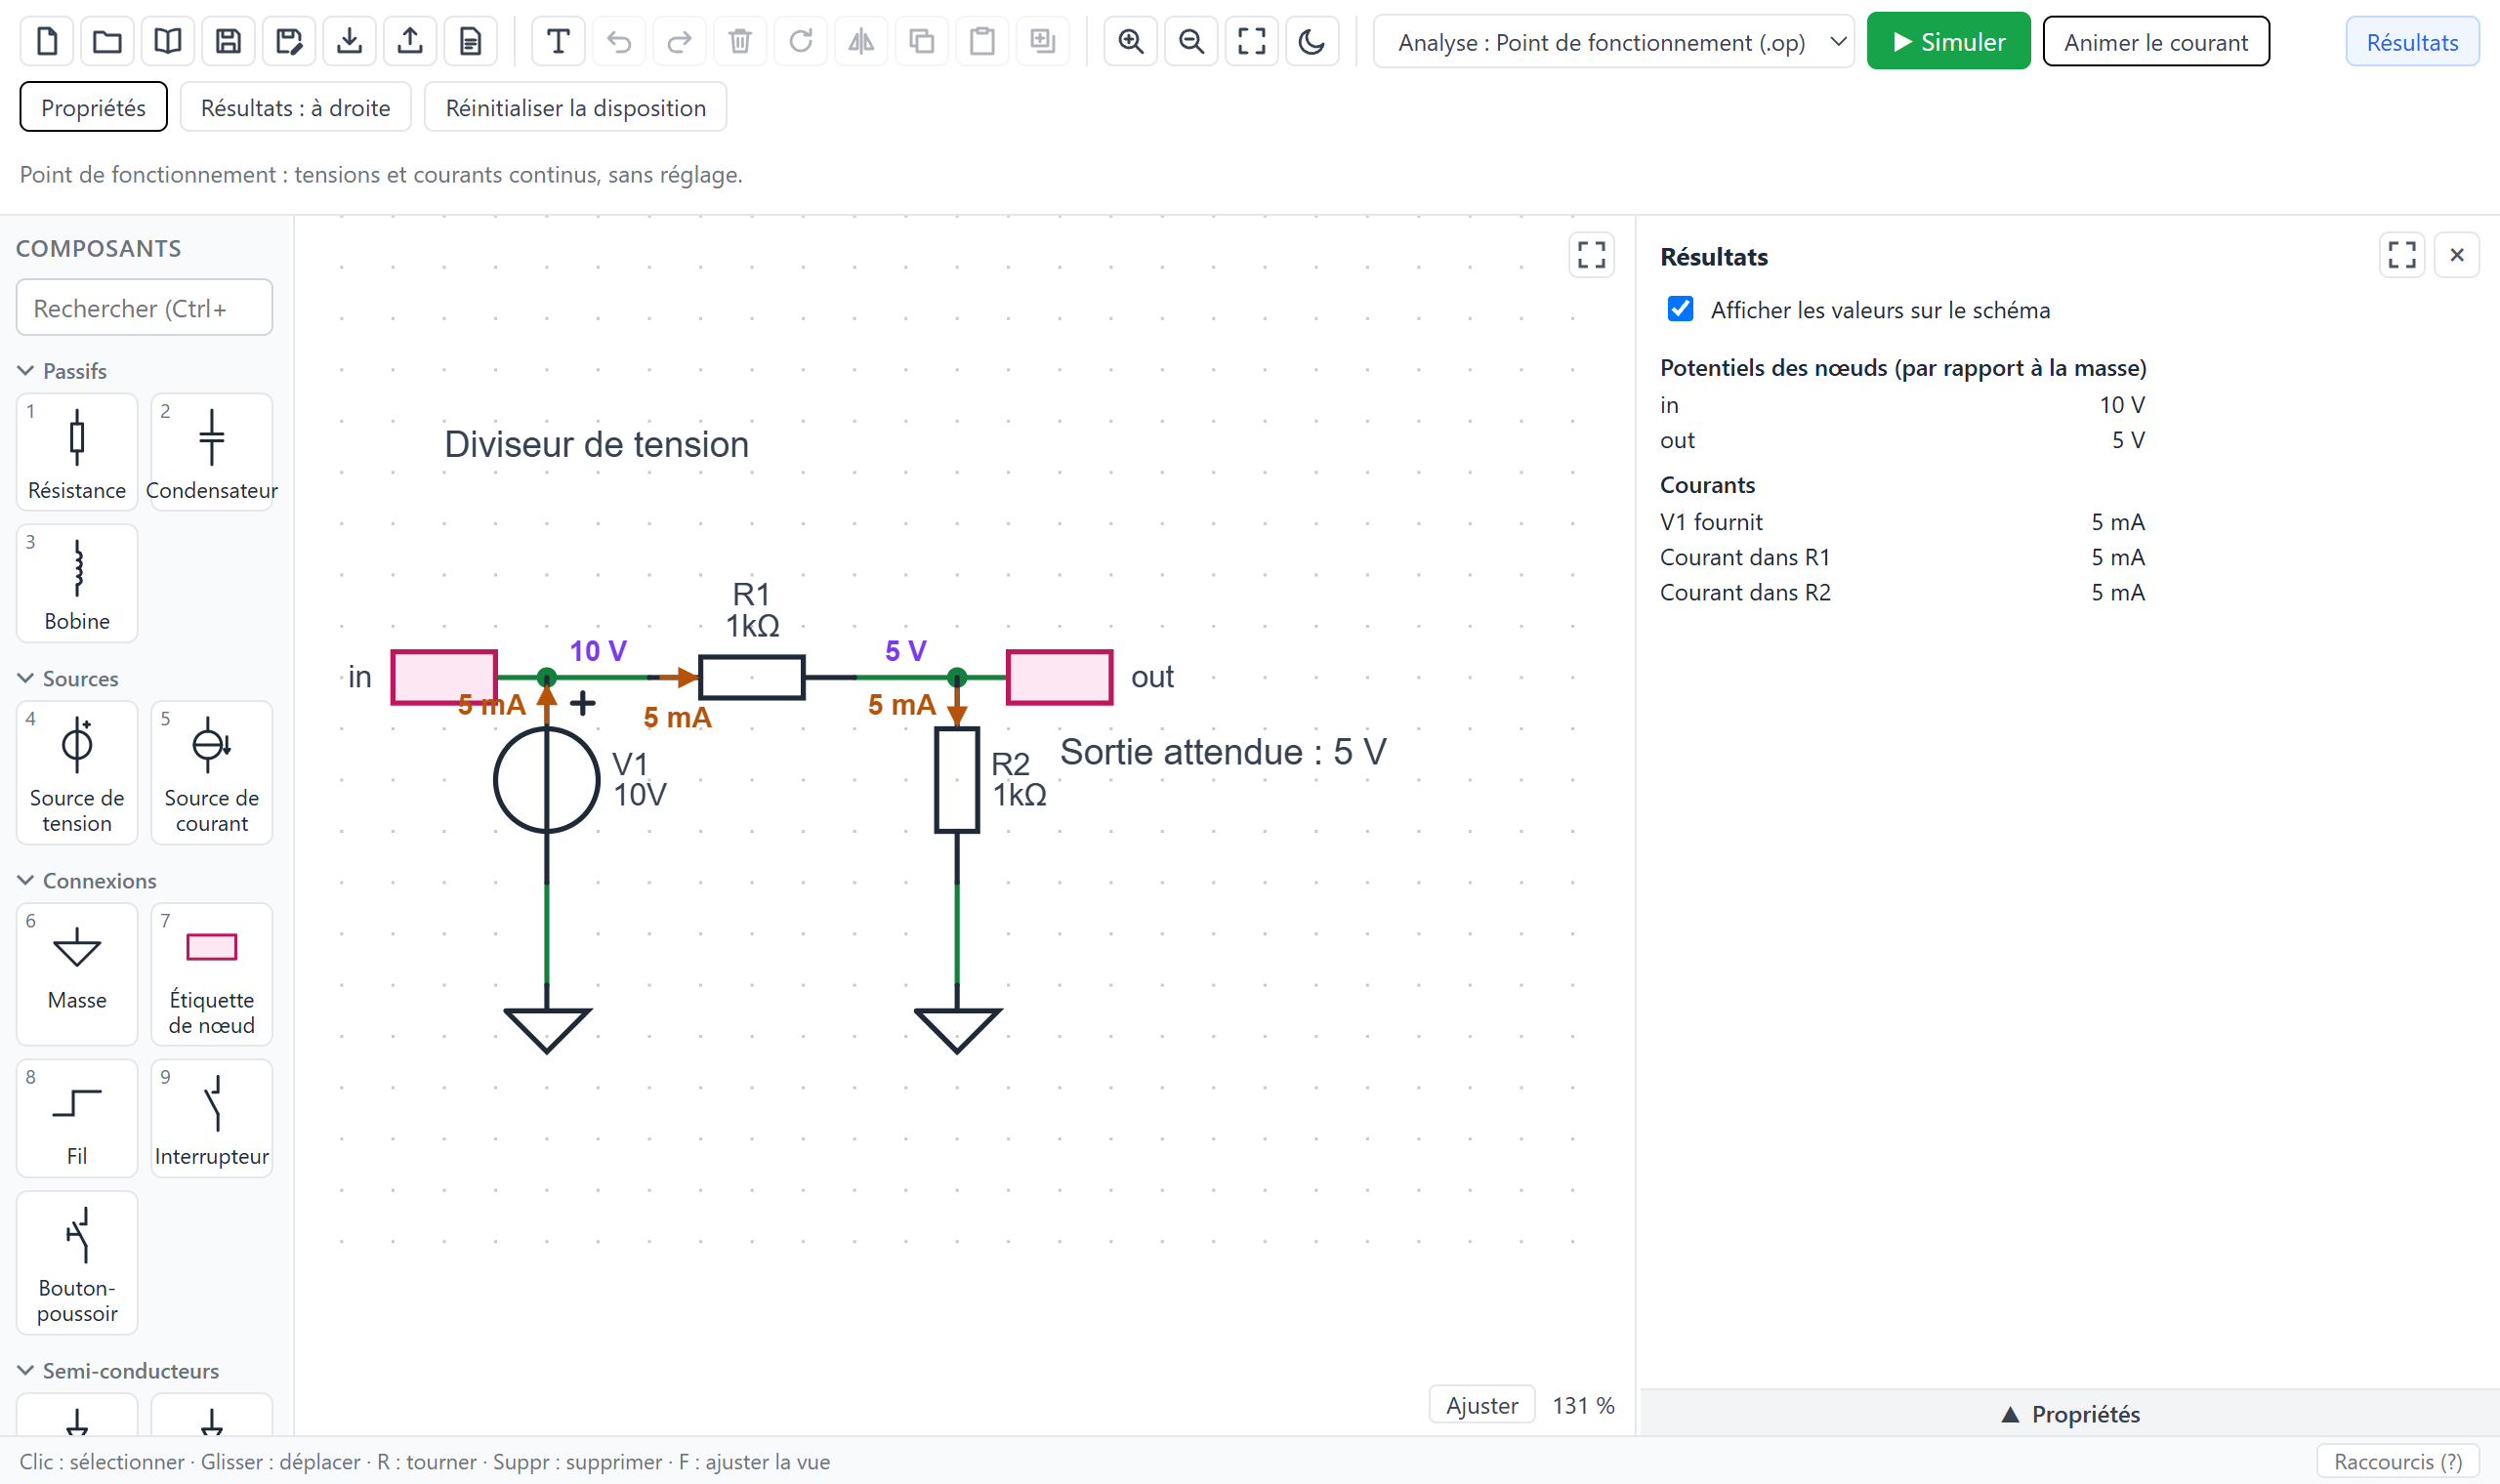 Analyse : Point de fonctionnement (.op)
▶ Simuler
Animer le courant
Résultats
Propriétés
Résultats : à droite
Réinitialiser la disposition
Point de fonctionnement : tensions et courants continus, sans réglage.
COMPOSANTS
Rechercher (Ctrl+
Passifs
1
Résistance
2
Condensateur
3
Bobine
Sources
4
Source de
tension
5
Source de
courant
Connexions
6
Masse
7
Étiquette
de nœud
8
Fil
9
Interrupteur
Bouton-
poussoir
Semi-conducteurs
Diviseur de tension
R1
1kΩ
in
10 V
5 V
out
5 mA
+
5 mA
5 mA
V1
10V
R2
1kΩ
Sortie attendue : 5 V
Ajuster
131 %
Résultats
Afficher les valeurs sur le schéma
Potentiels des nœuds (par rapport à la masse)
in 10 V
out 5 V
Courants
V1 fournit 5 mA
Courant dans R1 5 mA
Courant dans R2 5 mA
▲ Propriétés
Clic : sélectionner · Glisser : déplacer · R : tourner · Suppr : supprimer · F : ajuster la vue
Raccourcis (?)